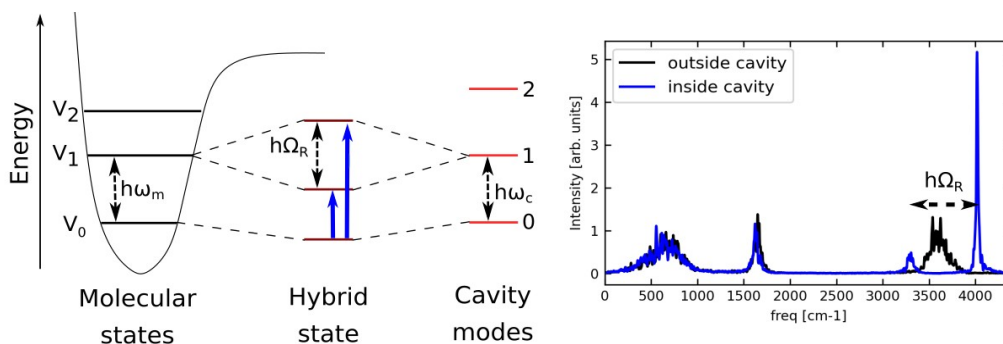 Energy
V2
V1
V0
hωm
hΩR
2
1
0
hωc
Molecular
states
Hybrid
state
Cavity
modes
outside cavity
inside cavity
hΩR
Intensity [arb. units]
5
4
3
2
1
0
0 500 1000 1500 2000 2500 3000 3500 4000
freq [cm-1]